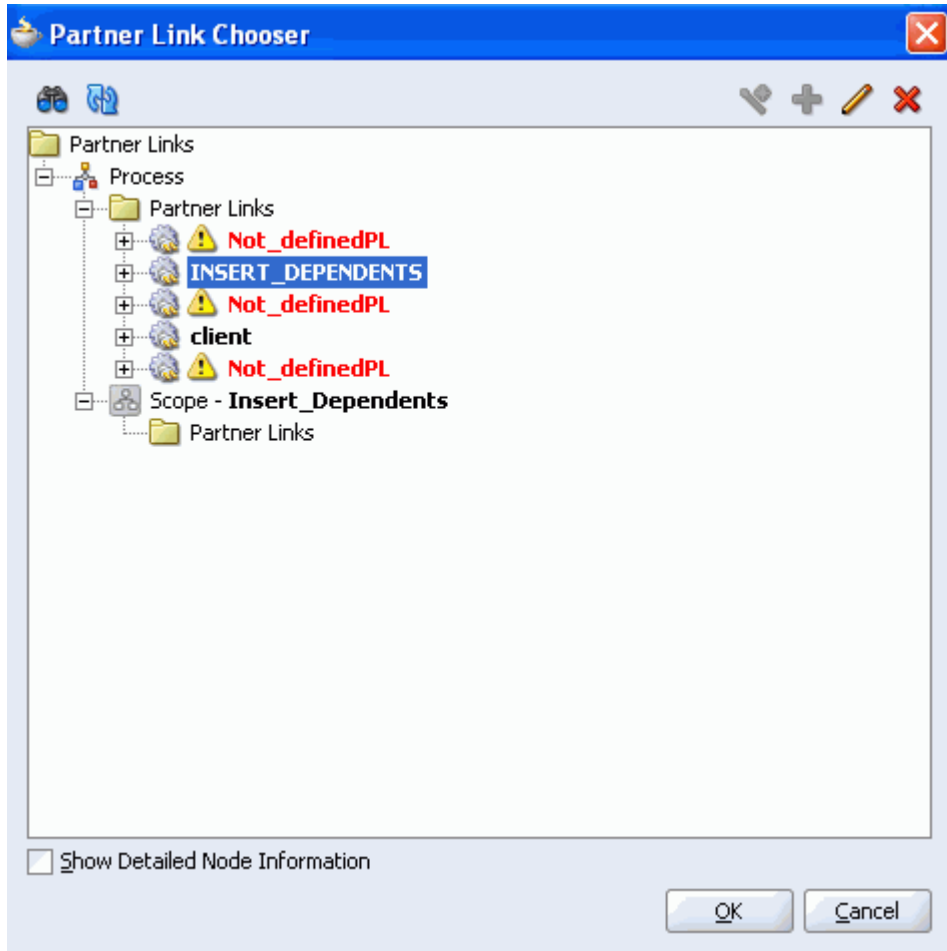 Partner Link Chooser
Partner Links
Process
Partner Links
Not_definedPL
INSERT_DEPENDENTS
Not_definedPL
client
Not_definedPL
Scope - Insert_Dependents
Partner Links
Show Detailed Node Information
OK Cancel